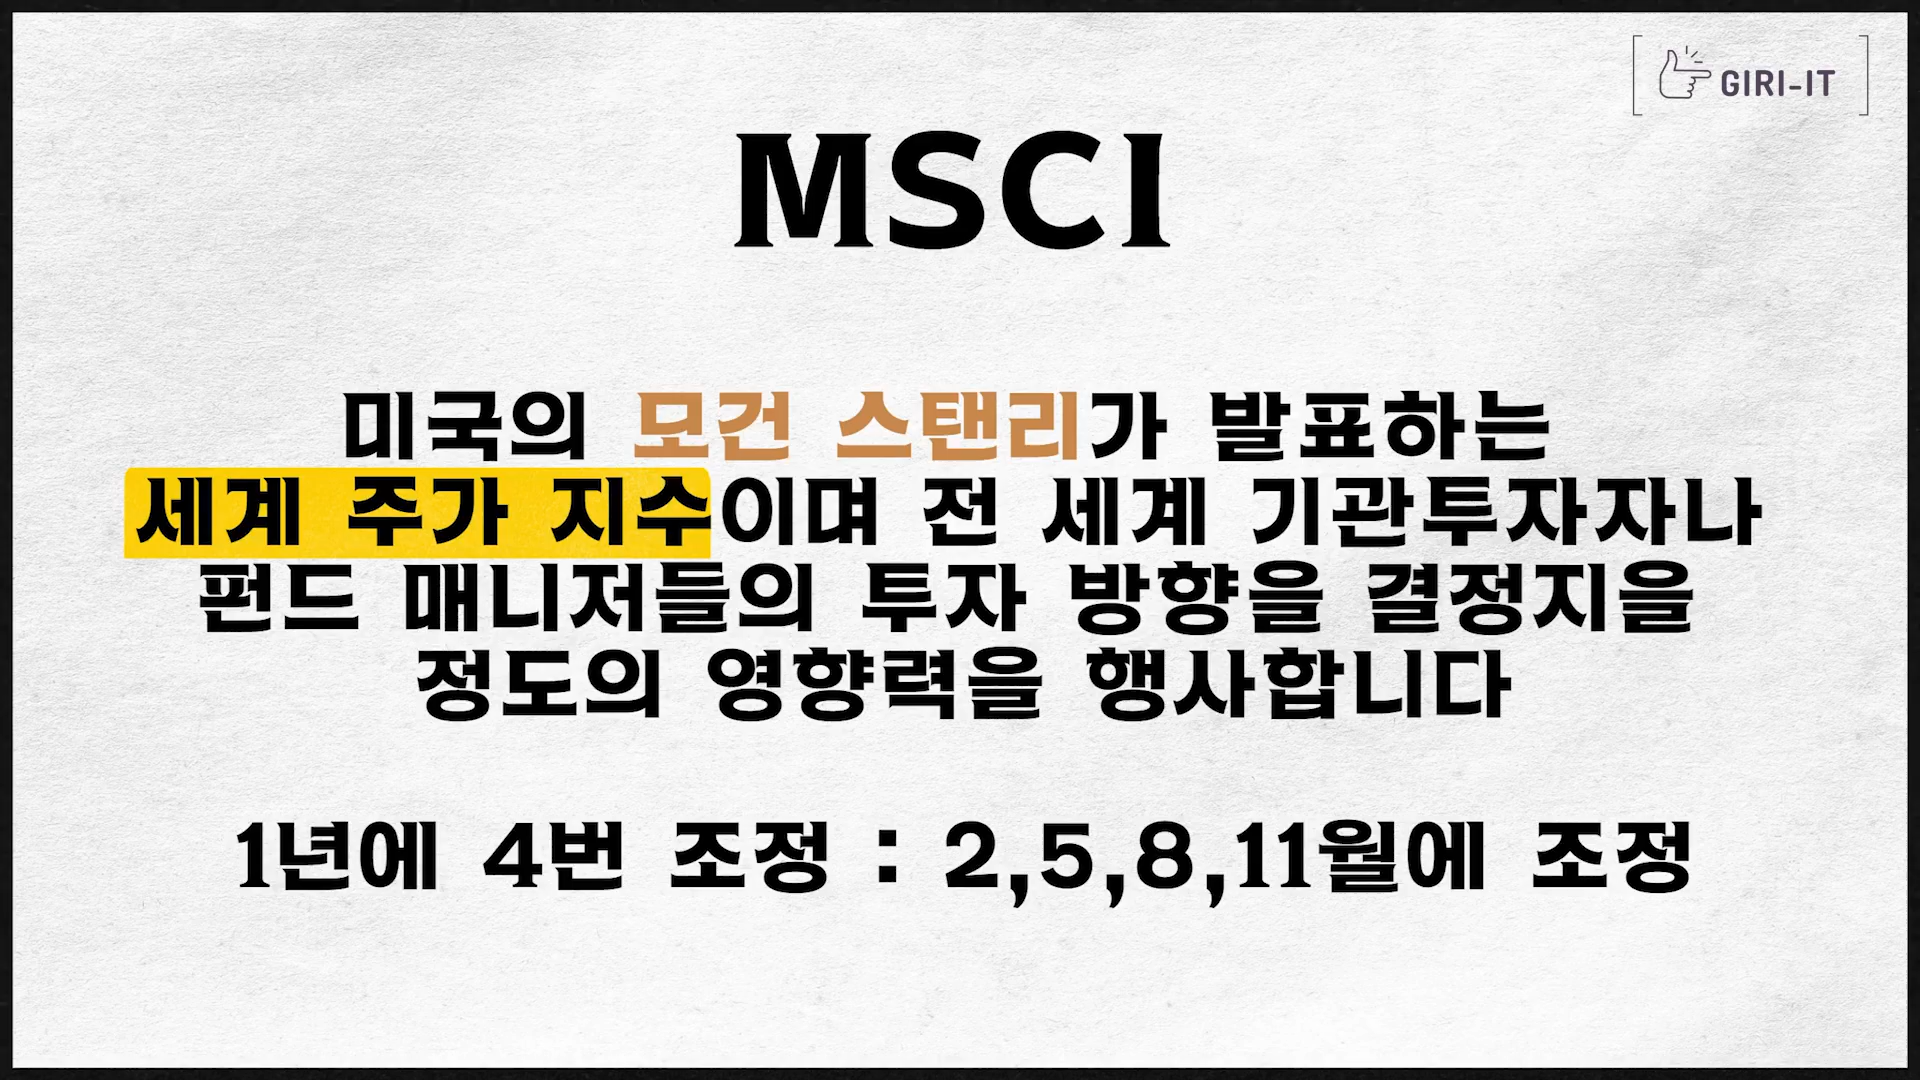 GIRI-IT
MSCI
미국의 모건 스탠리가 발표하는
세계 주가 지수이며 전 세계 기관투자자나
펀드 매니저들의 투자 방향을 결정지을
정도의 영향력을 행사합니다
1년에 4번 조정 : 2,5,8,11월에 조정